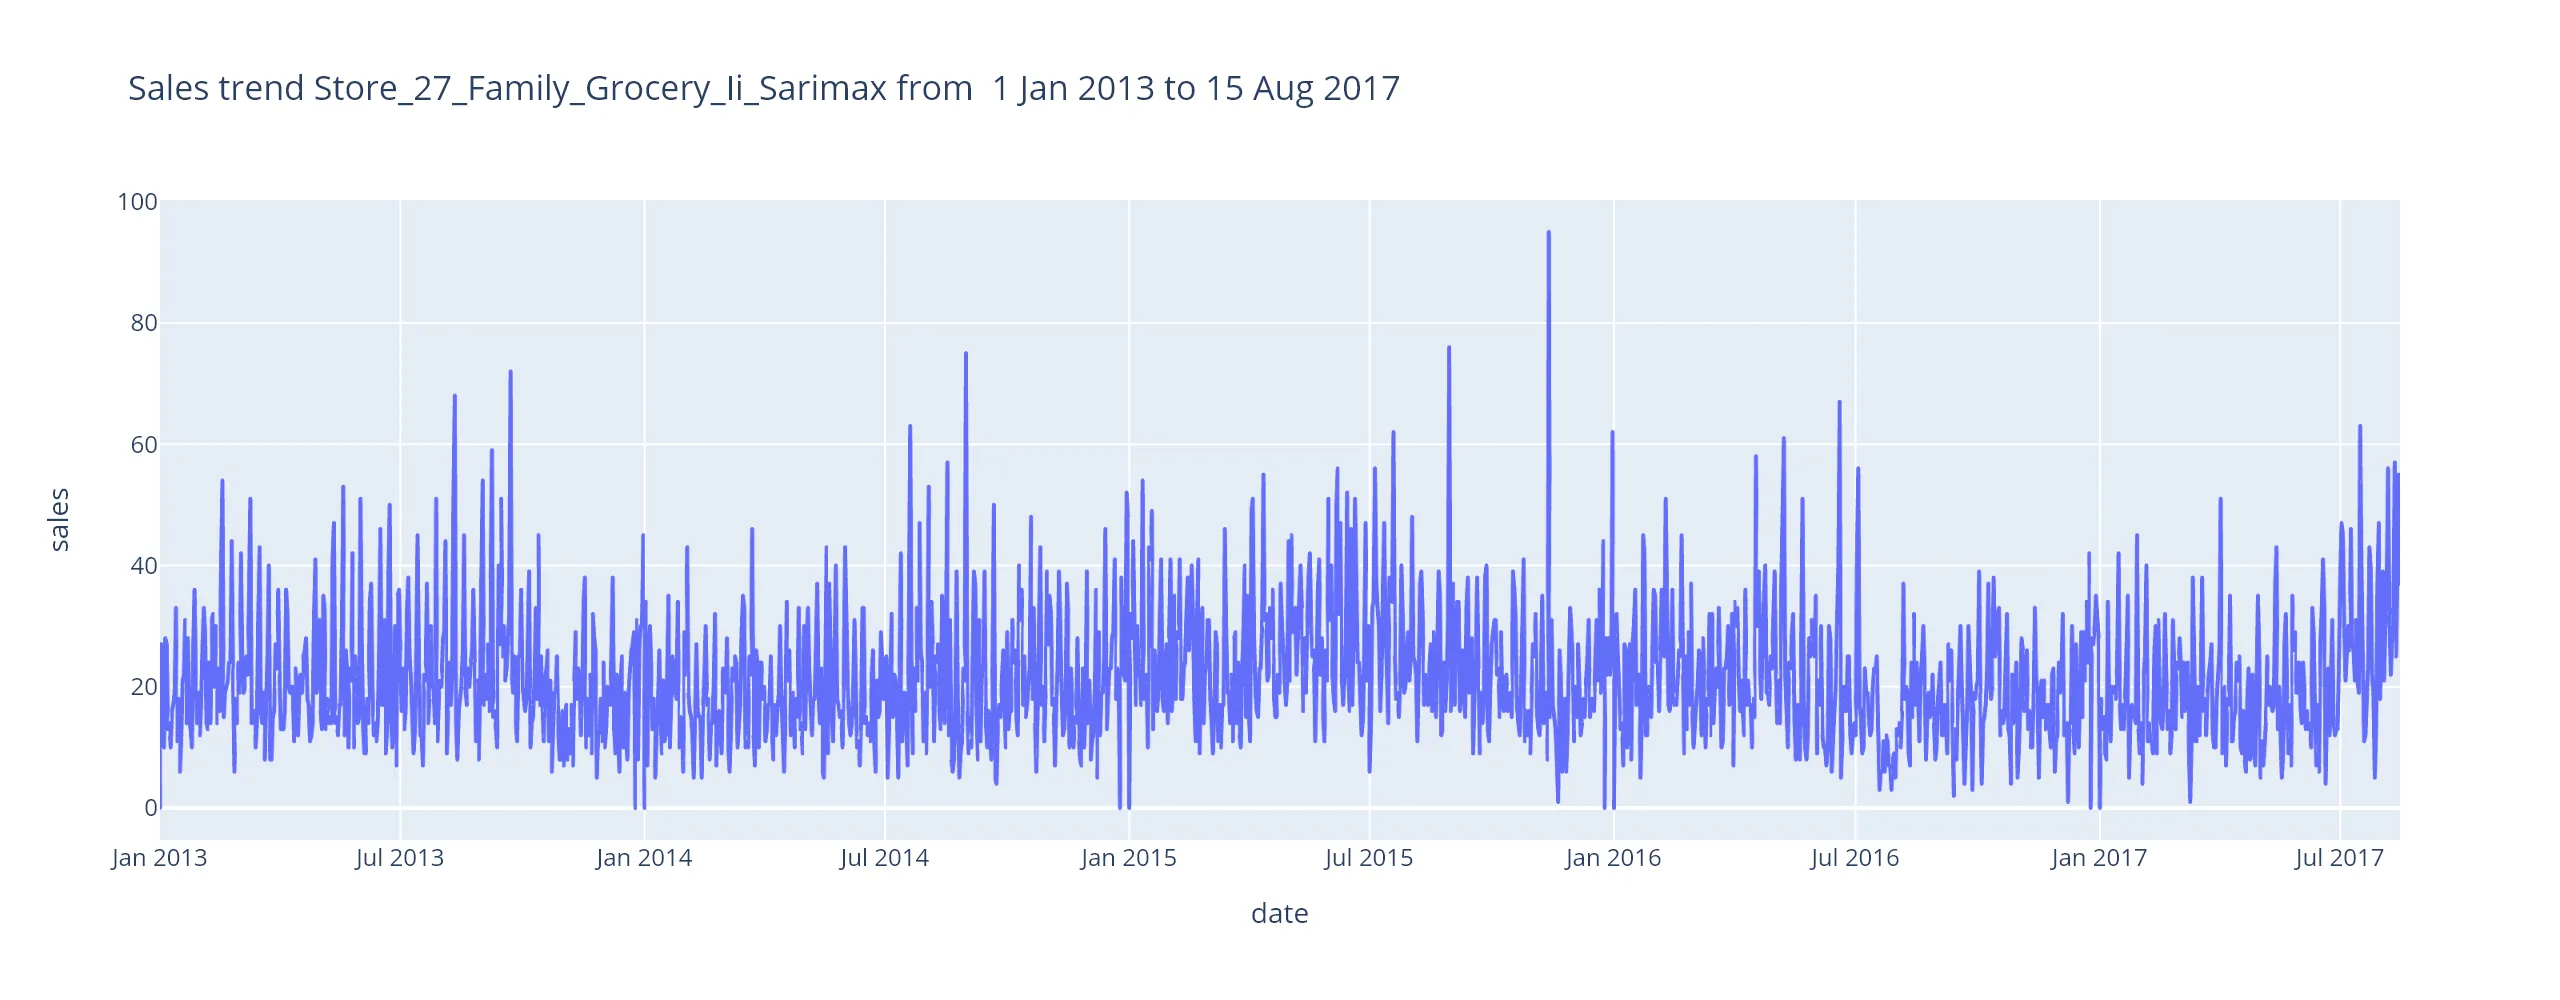 Sales trend Store_27_Family_Grocery_Ii_Sarimax from  1 Jan 2013 to 15 Aug 2017
100
80
60
40
20
0
sales
Jan 2013 Jul 2013 Jan 2014 Jul 2014 Jan 2015 Jul 2015 Jan 2016 Jul 2016 Jan 2017 Jul 2017
date